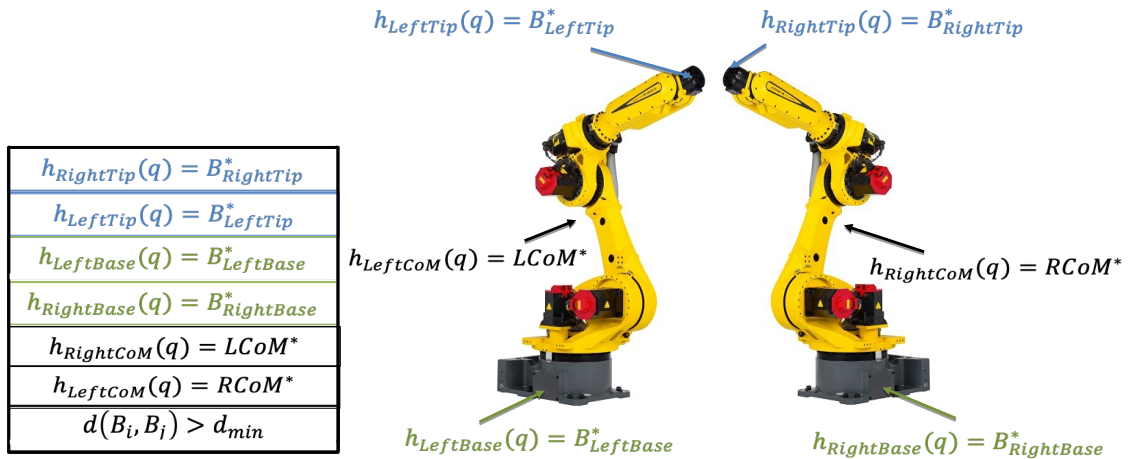 h_{LeftTip}(q) = B^*_{LeftTip}
h_{RightTip}(q) = B^*_{RightTip}
h_{RightTip}(q) = B^*_{RightTip}
h_{LeftTip}(q) = B^*_{LeftTip}
h_{LeftBase}(q) = B^*_{LeftBase}
h_{RightBase}(q) = B^*_{RightBase}
h_{RightCoM}(q) = LCoM^*
h_{LeftCoM}(q) = RCoM^*
d(B_i, B_j) > d_{min}
h_{LeftCoM}(q) = LCoM^*
h_{RightCoM}(q) = RCoM^*
h_{LeftBase}(q) = B^*_{LeftBase}
h_{RightBase}(q) = B^*_{RightBase}